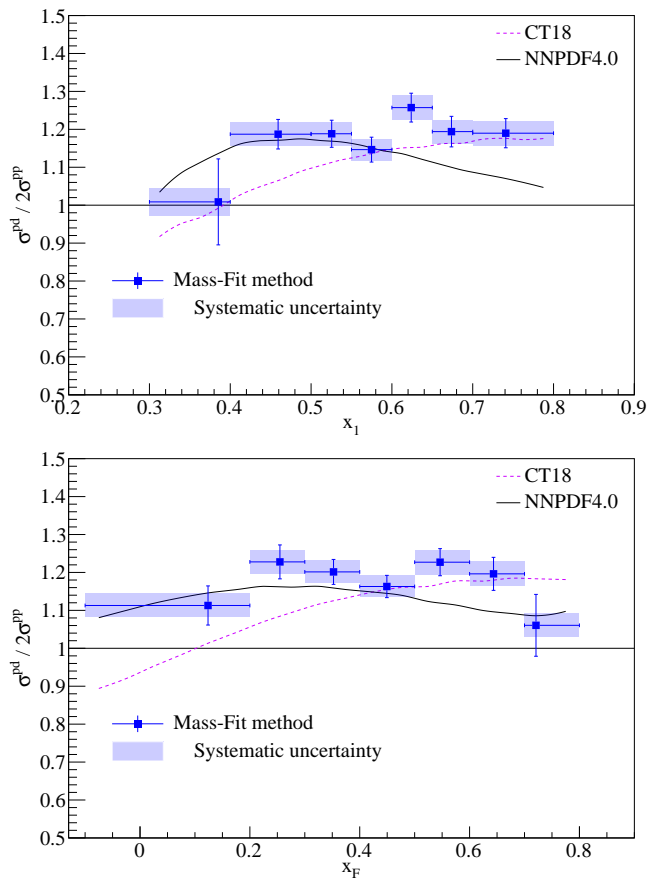 1.5
1.4
1.3
1.2
1.1
1
0.9
0.8
0.7
0.6
0.5
σ^pd / 2σ^pp
CT18
NNPDF4.0
Mass-Fit method
Systematic uncertainty
0.2 0.3 0.4 0.5 0.6 0.7 0.8 0.9
x_1
1.5
1.4
1.3
1.2
1.1
1
0.9
0.8
0.7
0.6
0.5
σ^pd / 2σ^pp
CT18
NNPDF4.0
Mass-Fit method
Systematic uncertainty
0 0.2 0.4 0.6 0.8
x_F